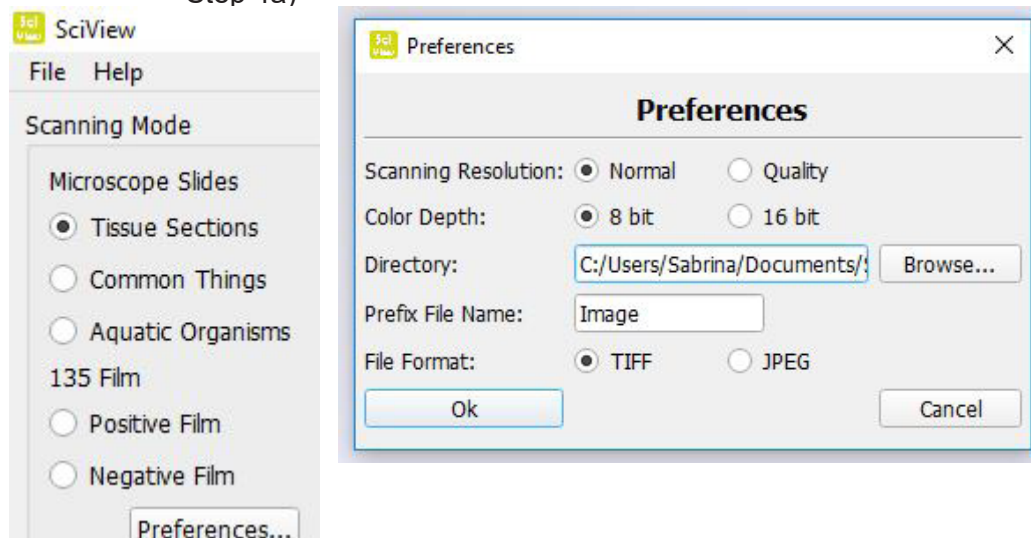 SciView
File Help
Scanning Mode
Microscope Slides
Tissue Sections
Common Things
Aquatic Organisms
135 Film
Positive Film
Negative Film
Preferences...
Preferences
Preferences
Scanning Resolution: Normal Quality
Color Depth: 8 bit 16 bit
Directory: C:/Users/Sabrina/Documents/ Browse...
Prefix File Name: Image
File Format: TIFF JPEG
Ok Cancel